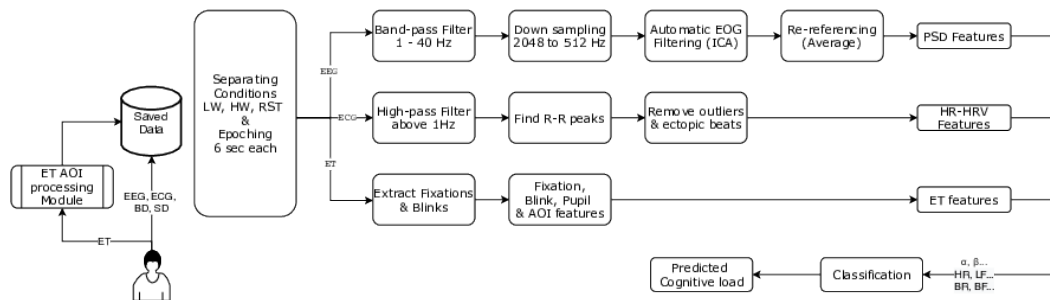 Band-pass Filter
1 - 40 Hz
Down sampling
2048 to 512 Hz
Automatic EOG
Filtering (ICA)
Re-referencing
(Average)
PSD Features
EEG
Separating
Conditions
LW, HW, RST
&
Epoching
6 sec each
Saved
Data
ECG
High-pass Filter
above 1Hz
Find R-R peaks
Remove outliers
& ectopic beats
HR-HRV
Features
ET AOI
processing
Module
EEG, ECG,
BD, SD
ET
ET
Extract Fixations
& Blinks
Fixation,
Blink, Pupil
& AOI features
ET features
Predicted
Cognitive load
Classification
α, β...
HR, LF...
BR, BF...